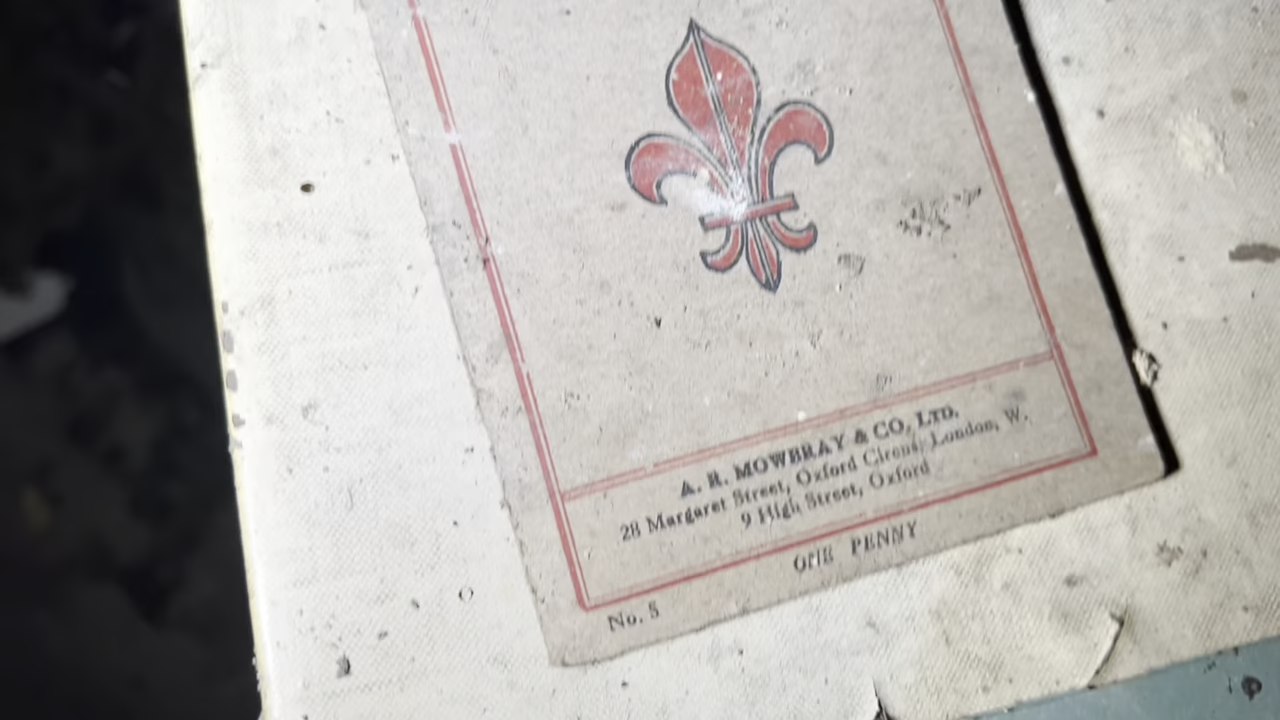 A. R. MOWBRAY & CO. LTD.
28 Margaret Street, Oxford Circus, London, W.
9 High Street, Oxford
ONE PENNY
No. 5